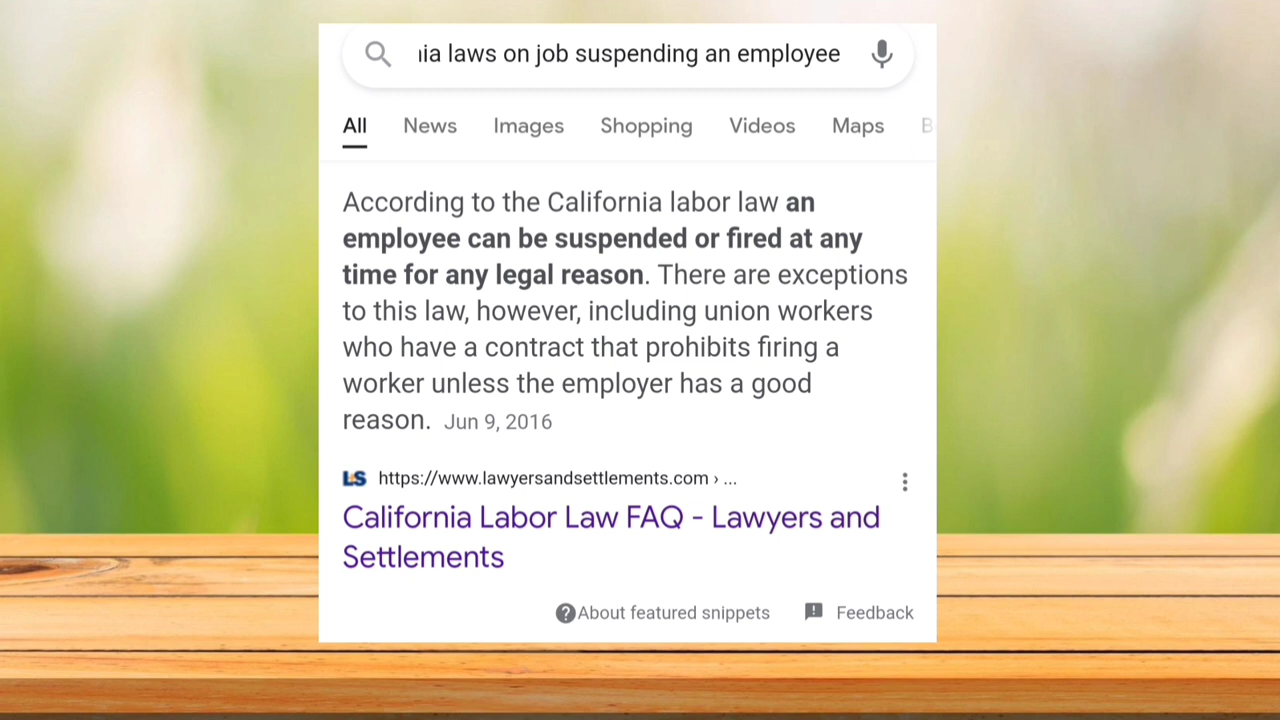 ia laws on job suspending an employee
All News Images Shopping Videos Maps B
According to the California labor law an
employee can be suspended or fired at any
time for any legal reason. There are exceptions
to this law, however, including union workers
who have a contract that prohibits firing a
worker unless the employer has a good
reason. Jun 9, 2016
LS https://www.lawyersandsettlements.com › ...
California Labor Law FAQ - Lawyers and
Settlements
About featured snippets Feedback